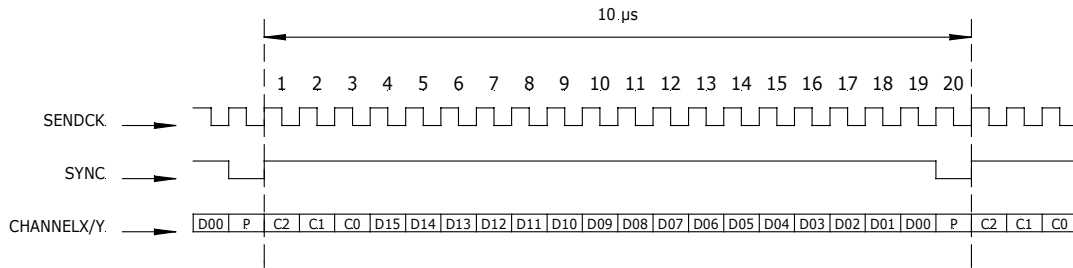 10 µs
1 2 3 4 5 6 7 8 9 10 11 12 13 14 15 16 17 18 19 20
SENDCK
SYNC
CHANNELX/Y D00 P C2 C1 C0 D15 D14 D13 D12 D11 D10 D09 D08 D07 D06 D05 D04 D03 D02 D01 D00 P C2 C1 C0